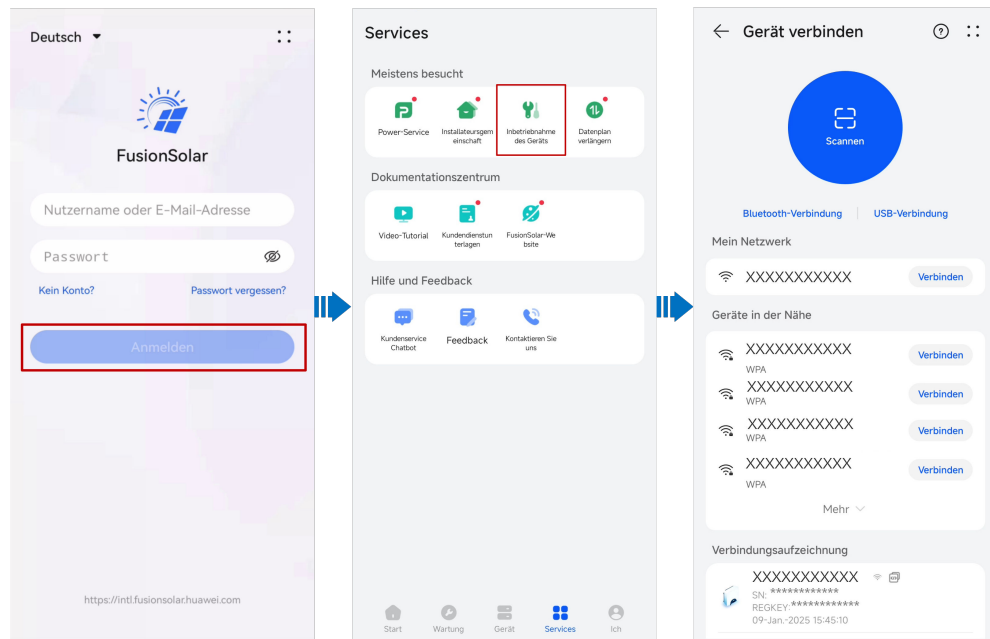 Deutsch
FusionSolar
Nutzername oder E-Mail-Adresse
Passwort
Kein Konto? Passwort vergessen?
Anmelden
https://intl.fusionsolar.huawei.com
Services
Meistens besucht
Power-Service
Installateursgem
einschaft
Inbetriebnahme
des Geräts
Datenplan
verlängern
Dokumentationszentrum
Video-Tutorial
Kundendienstun
terlagen
FusionSolar-We
bsite
Hilfe und Feedback
Kundenservice
Chatbot
Feedback
Kontaktieren Sie
uns
Start Wartung Gerät Services Ich
Gerät verbinden
Scannen
Bluetooth-Verbindung USB-Verbindung
Mein Netzwerk
XXXXXXXXXXX Verbinden
Geräte in der Nähe
XXXXXXXXXXX Verbinden
WPA
XXXXXXXXXXX Verbinden
WPA
XXXXXXXXXXX Verbinden
WPA
XXXXXXXXXXX Verbinden
WPA
Mehr
Verbindungsaufzeichnung
XXXXXXXXXXX
SN: ************
REGKEY:************
09-Jan.-2025 15:45:10